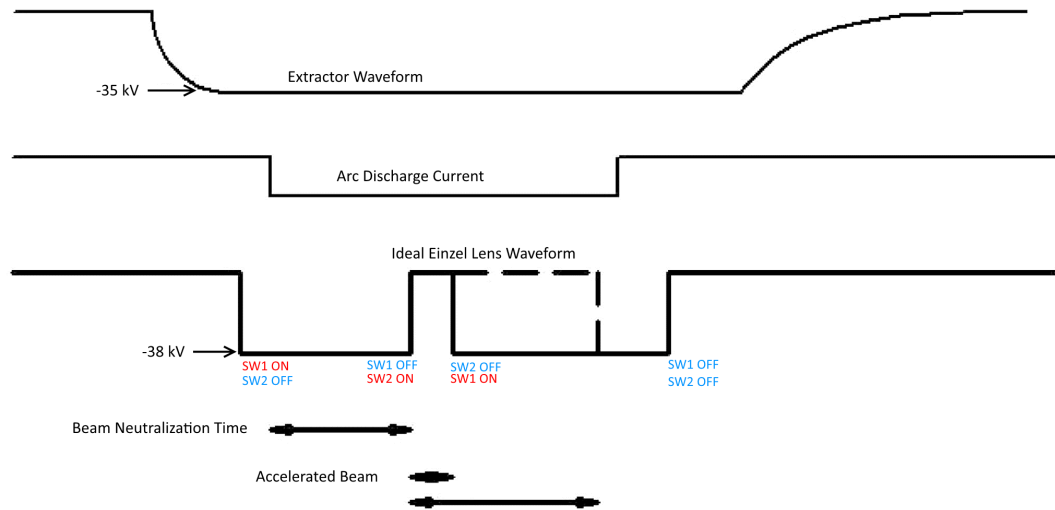 Extractor Waveform
-35 kV
Arc Discharge Current
Ideal Einzel Lens Waveform
-38 kV
SW1 ON
SW2 OFF
SW1 OFF
SW2 ON
SW2 OFF
SW1 ON
SW1 OFF
SW2 OFF
Beam Neutralization Time
Accelerated Beam